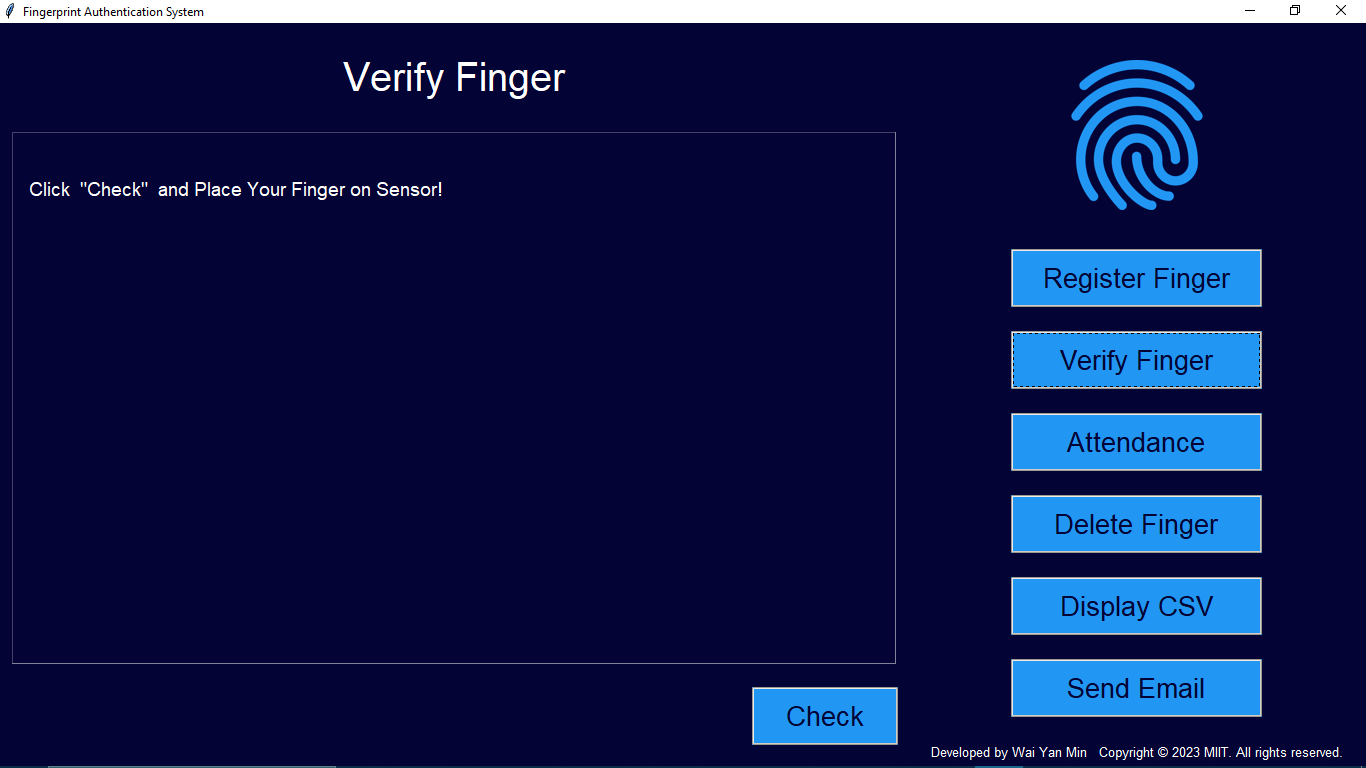 Fingerprint Authentication System
Verify Finger
Click "Check" and Place Your Finger on Sensor!
Register Finger
Verify Finger
Attendance
Delete Finger
Display CSV
Send Email
Check
Developed by Wai Yan Min Copyright © 2023 MIIT. All rights reserved.